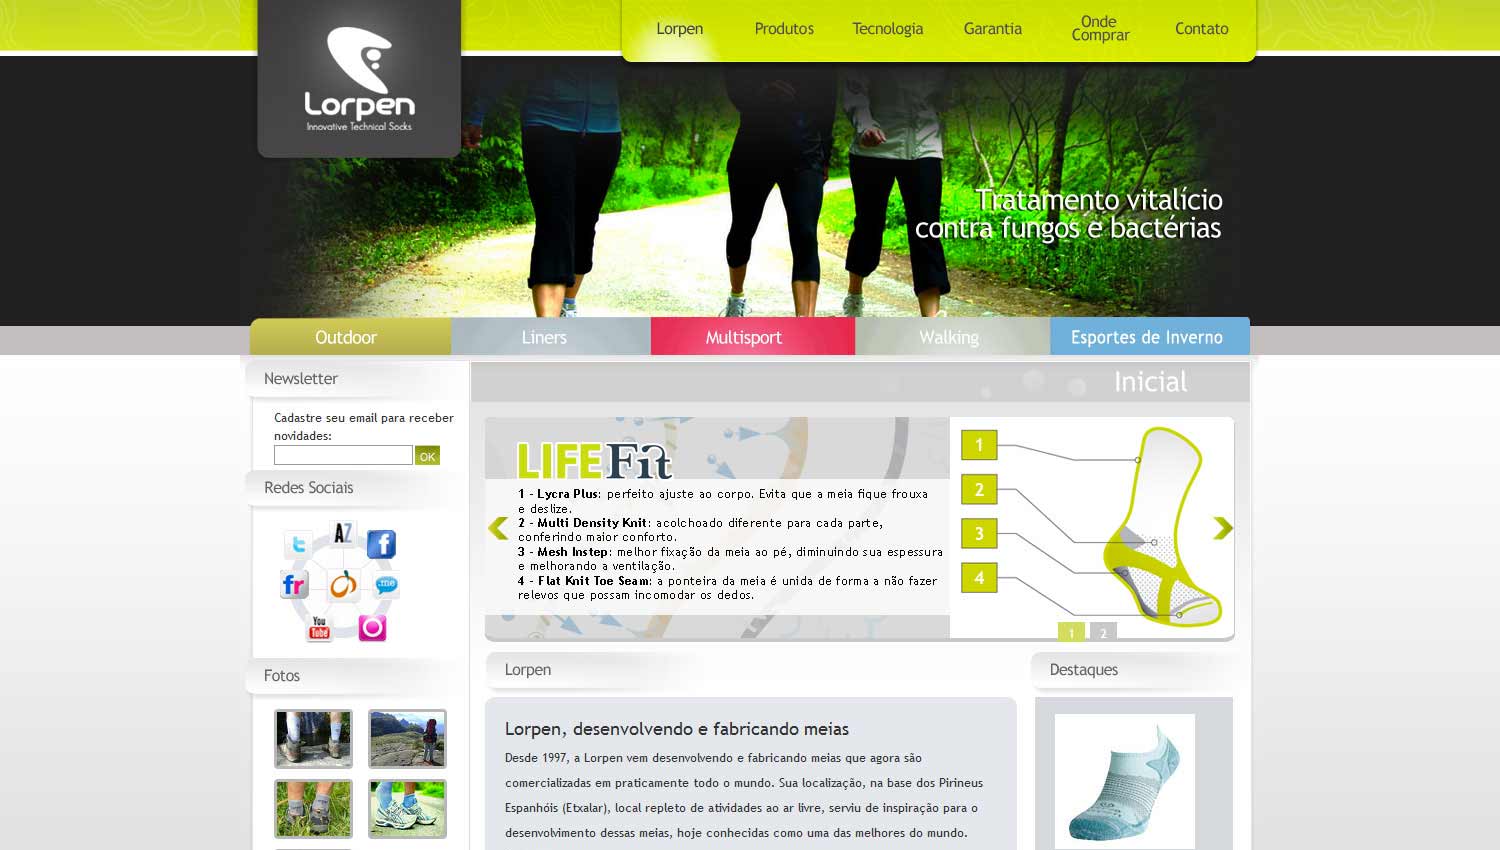 Lorpen
Innovative Technical Socks
Lorpen
Produtos
Tecnologia
Garantia
Onde
Comprar
Contato
Tratamento vitalício
contra fungos e bactérias
Outdoor
Liners
Multisport
Walking
Esportes de Inverno
Newsletter
Cadastre seu email para receber
novidades:
OK
Redes Sociais
AZ
t
f
fr
.me
You
Tube
Fotos
Inicial
LIFEFit
1 - Lycra Plus: perfeito ajuste ao corpo. Evita que a meia fique frouxa
e deslize.
2 - Multi Density Knit: acolchoado diferente para cada parte,
conferindo maior conforto.
3 - Mesh Instep: melhor fixação da meia ao pé, diminuindo sua espessura
e melhorando a ventilação.
4 - Flat Knit Toe Seam: a ponteira da meia é unida de forma a não fazer
relevos que possam incomodar os dedos.
1
2
3
4
1
2
Lorpen
Lorpen, desenvolvendo e fabricando meias
Desde 1997, a Lorpen vem desenvolvendo e fabricando meias que agora são
comercializadas em praticamente todo o mundo. Sua localização, na base dos Pirineus
Espanhóis (Etxalar), local repleto de atividades ao ar livre, serviu de inspiração para o
desenvolvimento dessas meias, hoje conhecidas como uma das melhores do mundo.
Destaques